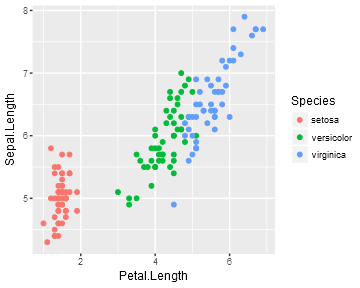 8
7
6
5
Sepal.Length
2
4
6
Petal.Length
Species
setosa
versicolor
virginica